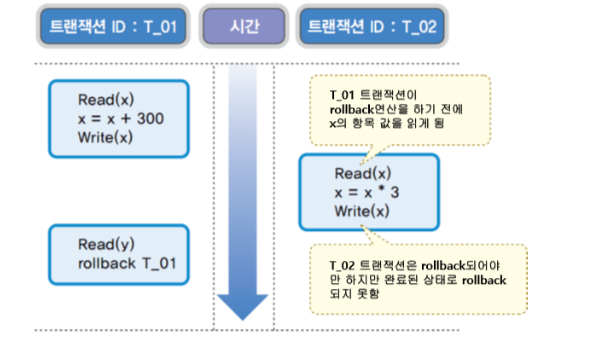 트랜잭션 ID : T_01
시간
트랜잭션 ID : T_02
Read(x)
x = x + 300
Write(x)
T_01 트랜잭션이
rollback연산을 하기 전에
x의 항목 값을 읽게 됨
Read(x)
x = x * 3
Write(x)
Read(y)
rollback T_01
T_02 트랜잭션은 rollback되어야
만 하지만 완료된 상태로 rollback
되지 못함